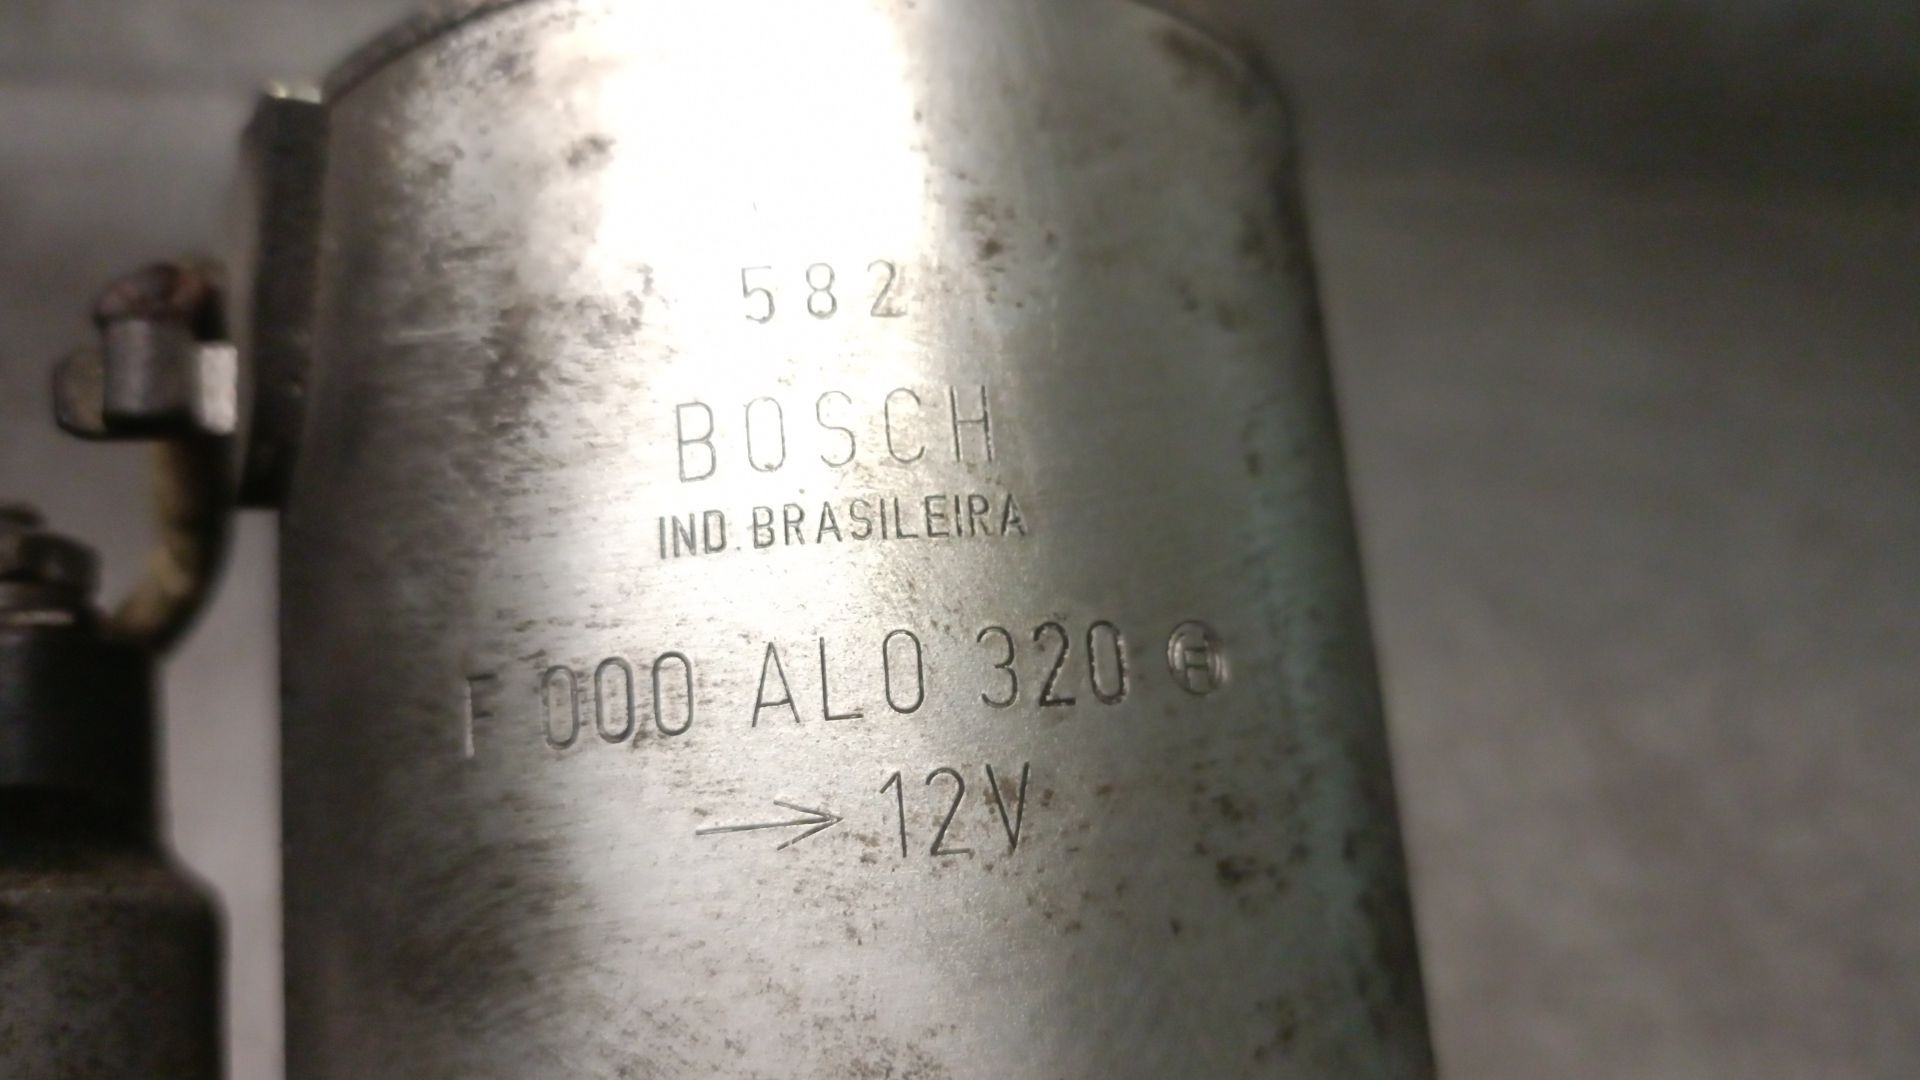 582
BOSCH
IND. BRASILEIRA
F 000 AL0 320 H
→ 12V